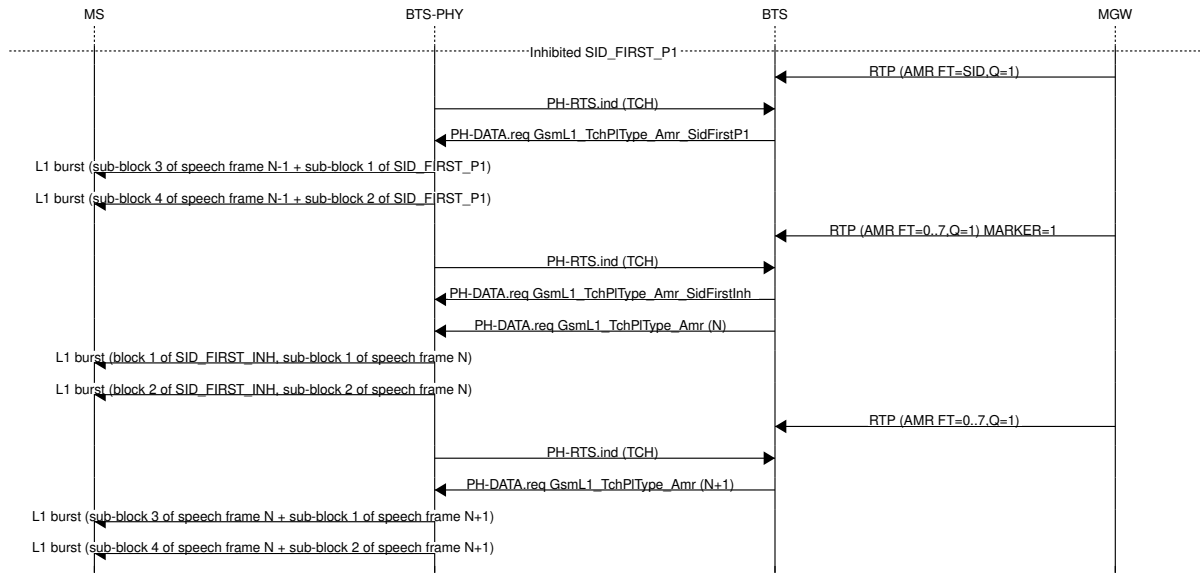 MS BTS-PHY BTS MGW
Inhibited SID_FIRST_P1
RTP (AMR FT=SID,Q=1)
PH-RTS.ind (TCH)
PH-DATA.req GsmL1_TchPlType_Amr_SidFirstP1
L1 burst (sub-block 3 of speech frame N-1 + sub-block 1 of SID_FIRST_P1)
L1 burst (sub-block 4 of speech frame N-1 + sub-block 2 of SID_FIRST_P1)
RTP (AMR FT=0..7,Q=1) MARKER=1
PH-RTS.ind (TCH)
PH-DATA.req GsmL1_TchPlType_Amr_SidFirstInh
PH-DATA.req GsmL1_TchPlType_Amr (N)
L1 burst (block 1 of SID_FIRST_INH, sub-block 1 of speech frame N)
L1 burst (block 2 of SID_FIRST_INH, sub-block 2 of speech frame N)
RTP (AMR FT=0..7,Q=1)
PH-RTS.ind (TCH)
PH-DATA.req GsmL1_TchPlType_Amr (N+1)
L1 burst (sub-block 3 of speech frame N + sub-block 1 of speech frame N+1)
L1 burst (sub-block 4 of speech frame N + sub-block 2 of speech frame N+1)